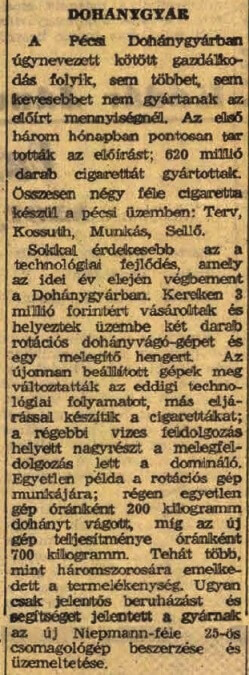 DOHÁNYGYÁR
A Pécsi Dohánygyárban
úgynevezett kötött gazdálko-
dás folyik, sem többet, sem
kevesebbet nem gyártanak az
előírt mennyiségnél. Az első
három hónapban pontosan tar
tották az előírást; 620 millió
darab cigarettát gyártottak.
Összesen négy féle cigaretta
készül a pécsi üzemben: Terv,
Kossuth, Munkás, Sellő.
Sokkal érdekesebb az a
technológiai fejlődés, amely
az idei év elején végbement
a Dohánygyárban. Kereken 3
millió forintért vásároltak és
helyeztek üzembe két darab
rotációs dohányvágó-gépet és
egy melegítő hengert. Az
újonnan beállított gépek meg
változtatták az eddigi techno-
lógiai folyamatot, más eljá-
rással készítik a cigarettákat;
a régebbi vizes feldolgozás
helyett nagyrészt a melegfel-
dolgozás lett a domináló.
Egyetlen példa a rotációs gép
munkájára; régen egyetlen
gép óránként 200 kilogramm
dohányt vágott, míg az új
gép teljesítménye óránként
700 kilogramm. Tehát több,
mint háromszorosára emelke-
dett a termelékenység. Ugyan
csak jelentős beruházást és
segítséget jelentett a gyárnak
az új Niepmann-féle 25-ös
csomagológép beszerzése és
üzemeltetése.